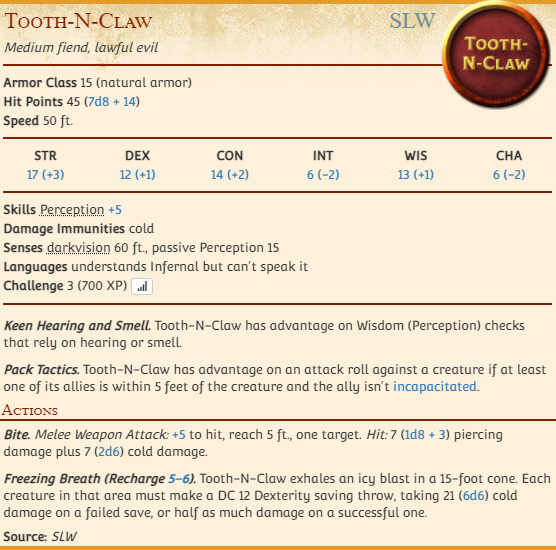 Tooth-N-Claw SLW
Tooth-
N-Claw
Medium fiend, lawful evil
Armor Class 15 (natural armor)
Hit Points 45 (7d8 + 14)
Speed 50 ft.
STR DEX CON INT WIS CHA
17 (+3) 12 (+1) 14 (+2) 6 (−2) 13 (+1) 6 (−2)
Skills Perception +5
Damage Immunities cold
Senses darkvision 60 ft., passive Perception 15
Languages understands Infernal but can't speak it
Challenge 3 (700 XP)
Keen Hearing and Smell. Tooth-N-Claw has advantage on Wisdom (Perception) checks
that rely on hearing or smell.
Pack Tactics. Tooth-N-Claw has advantage on an attack roll against a creature if at least
one of its allies is within 5 feet of the creature and the ally isn't incapacitated.
Actions
Bite. Melee Weapon Attack: +5 to hit, reach 5 ft., one target. Hit: 7 (1d8 + 3) piercing
damage plus 7 (2d6) cold damage.
Freezing Breath (Recharge 5–6). Tooth-N-Claw exhales an icy blast in a 15-foot cone. Each
creature in that area must make a DC 12 Dexterity saving throw, taking 21 (6d6) cold
damage on a failed save, or half as much damage on a successful one.
Source: SLW